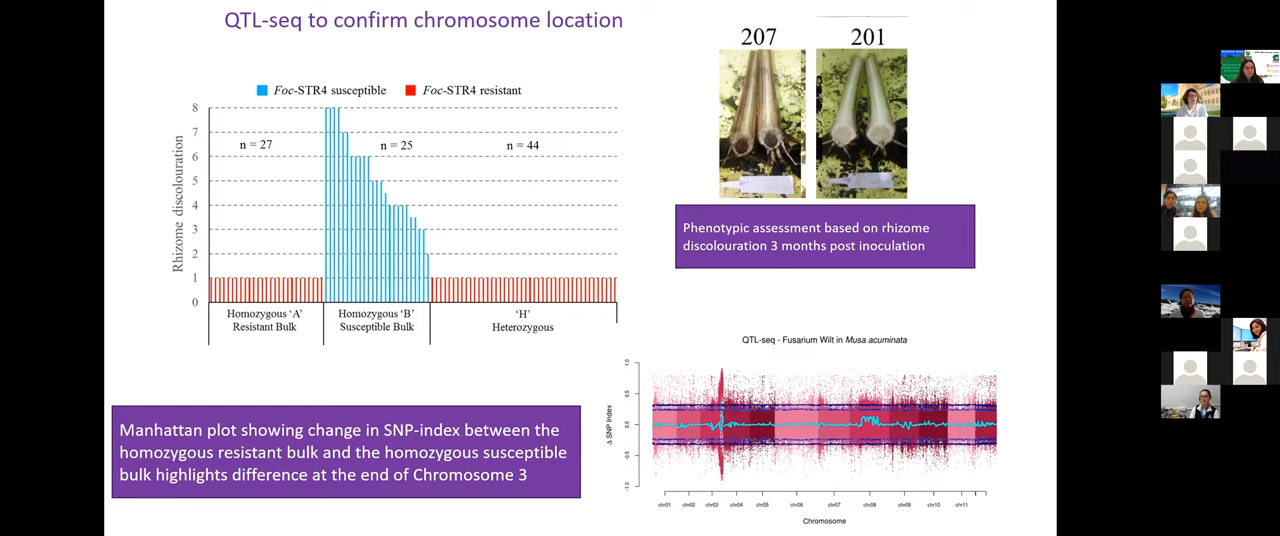 QTL-seq to confirm chromosome location
Foc-STR4 susceptible
Foc-STR4 resistant
Rhizome discolouration
8
7
6
5
4
3
2
1
0
n = 27
n = 25
n = 44
Homozygous ‘A’
Resistant Bulk
Homozygous ‘B’
Susceptible Bulk
‘H’
Heterozygous
207
201
Phenotypic assessment based on rhizome
discolouration 3 months post inoculation
Manhattan plot showing change in SNP-index between the
homozygous resistant bulk and the homozygous susceptible
bulk highlights difference at the end of Chromosome 3
QTL-seq - Fusarium Wilt in Musa acuminata
Δ SNP Index
1.0
0.5
0.0
-0.5
-1.0
chr01 chr02 chr03 chr04 chr05 chr06 chr07 chr08 chr09 chr10 chr11
Chromosome